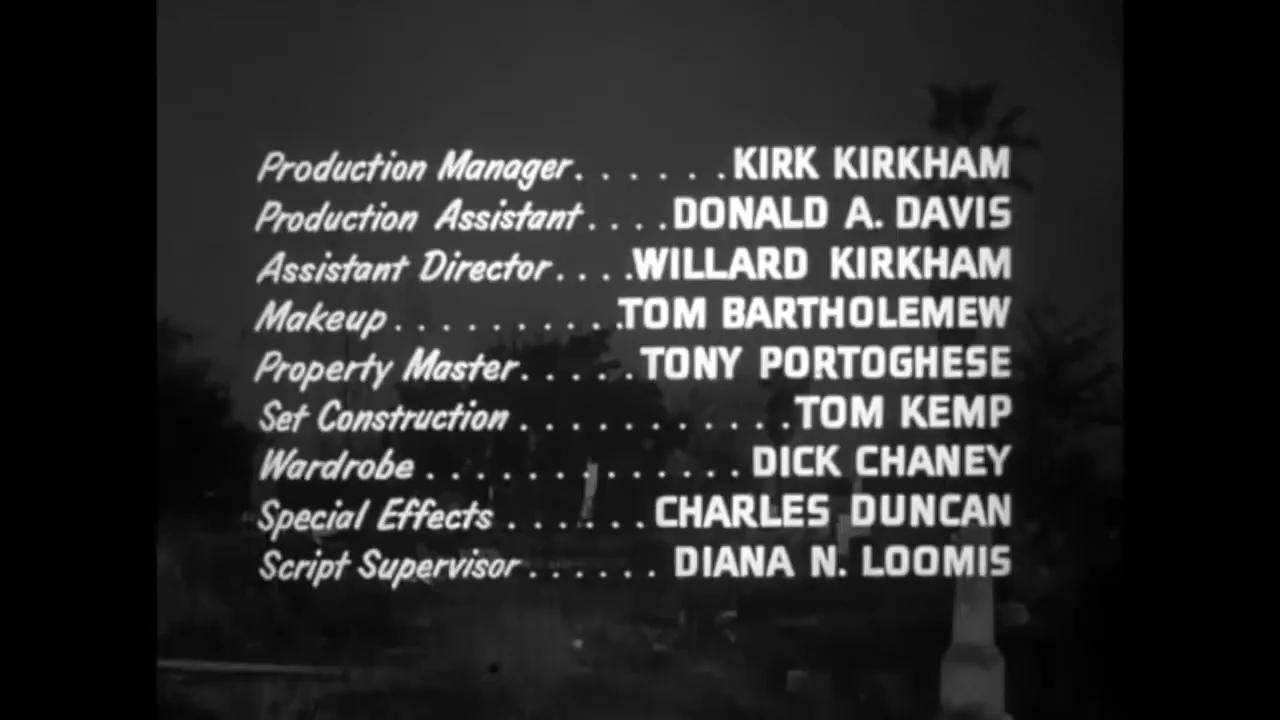 Production Manager. . . . . . .KIRK KIRKHAM
Production Assistant. . . .DONALD A. DAVIS
Assistant Director. . . .WILLARD KIRKHAM
Makeup. . . . . . . . . .TOM BARTHOLEMEW
Property Master. . . . .TONY PORTOGHESE
Set Construction. . . . . . . . . . .TOM KEMP
Wardrobe. . . . . . . . . . . . .DICK CHANEY
Special Effects. . . . . .CHARLES DUNCAN
Script Supervisor. . . . . . DIANA N. LOOMIS